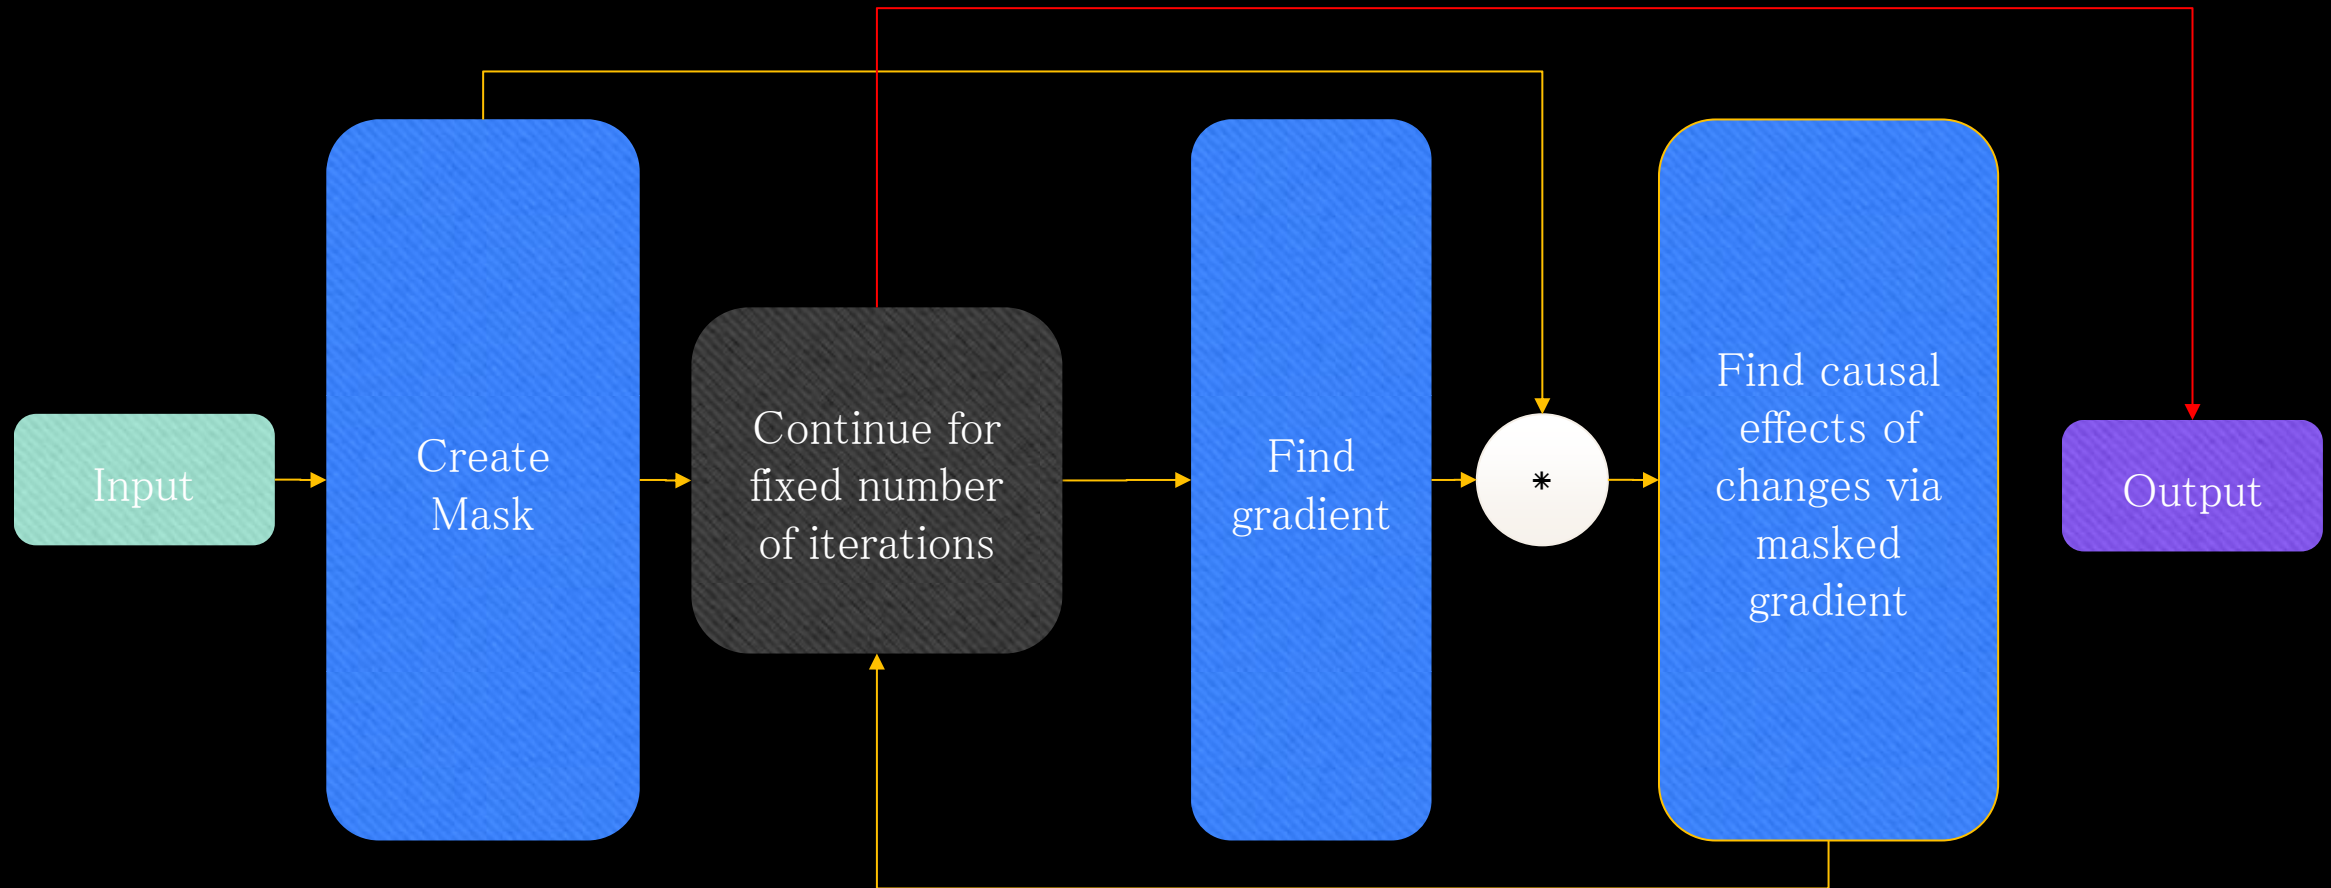 Input
Create
Mask
Continue for
fixed number
of iterations
Find
gradient
*
Find causal
effects of
changes via
masked
gradient
Output